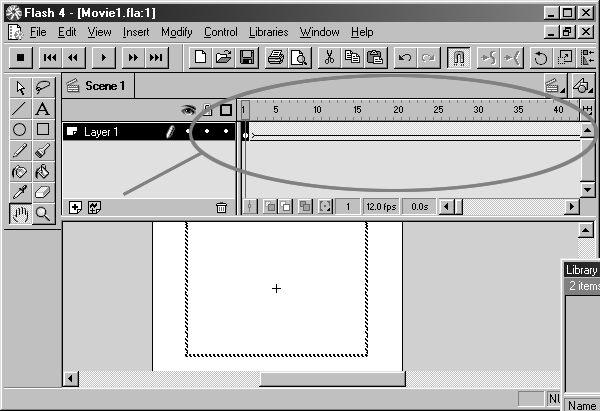 Flash 4 - [Movie1.fla:1]
File Edit View Insert Modify Control Libraries Window Help
Scene 1
1 5 10 15 20 25 30 35 40
Layer 1
1 12.0 fps 0.0s
Library
2 items
Name